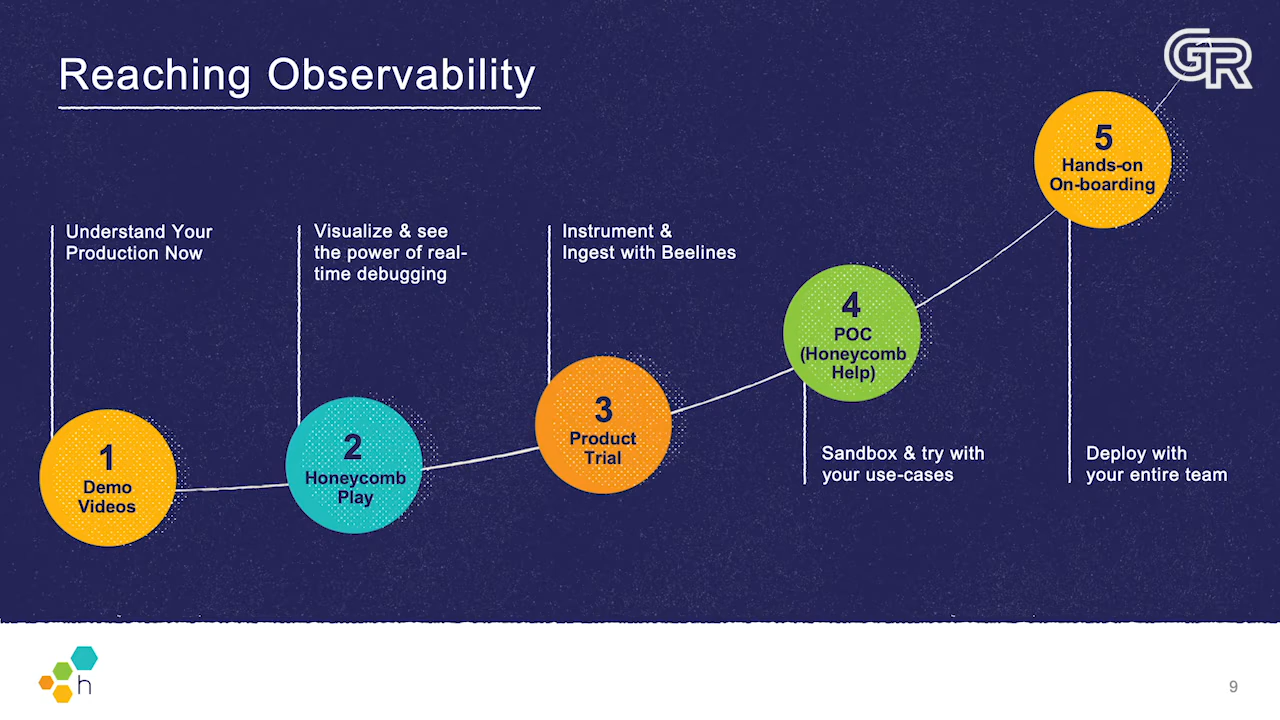 Reaching Observability
GR
Understand Your
Production Now
1
Demo
Videos
Visualize & see
the power of real-
time debugging
2
Honeycomb
Play
Instrument &
Ingest with Beelines
3
Product
Trial
4
POC
(Honeycomb
Help)
Sandbox & try with
your use-cases
5
Hands-on
On-boarding
Deploy with
your entire team
h
9